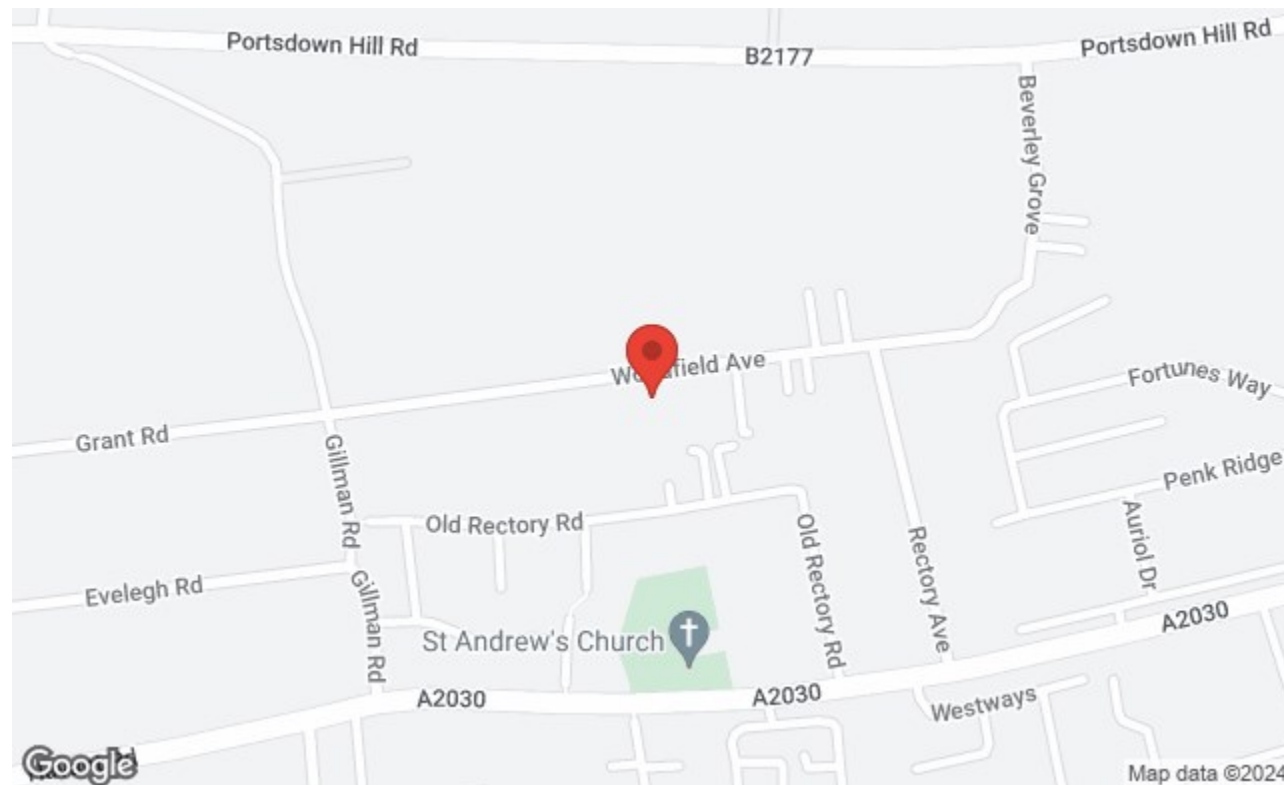 Portsdown Hill Rd
B2177
Portsdown Hill Rd
Beverley Grove
Ave
Grant Rd
Fortunes Way
Penk Ridge
Gillman Rd
Old Rectory Rd
Auriol Dr
Old Rectory Rd
Rectory Ave
Evelegh Rd
Gillman Rd
St Andrew's Church
A2030
A2030
A2030
Westways
Google
Map data ©2024